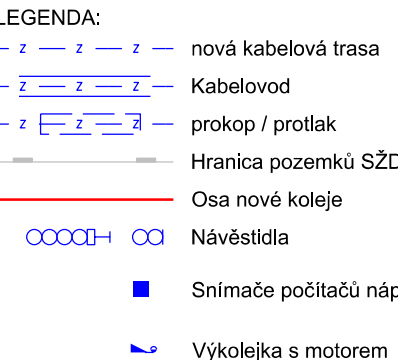 LEGENDA:
z z z nová kabelová trasa
z z z Kabelovod
z z z prokop / protlak
Hranica pozemků SŽD
Osa nové koleje
Návěstidla
Snímače počítačů náp
Výkolejka s motorem